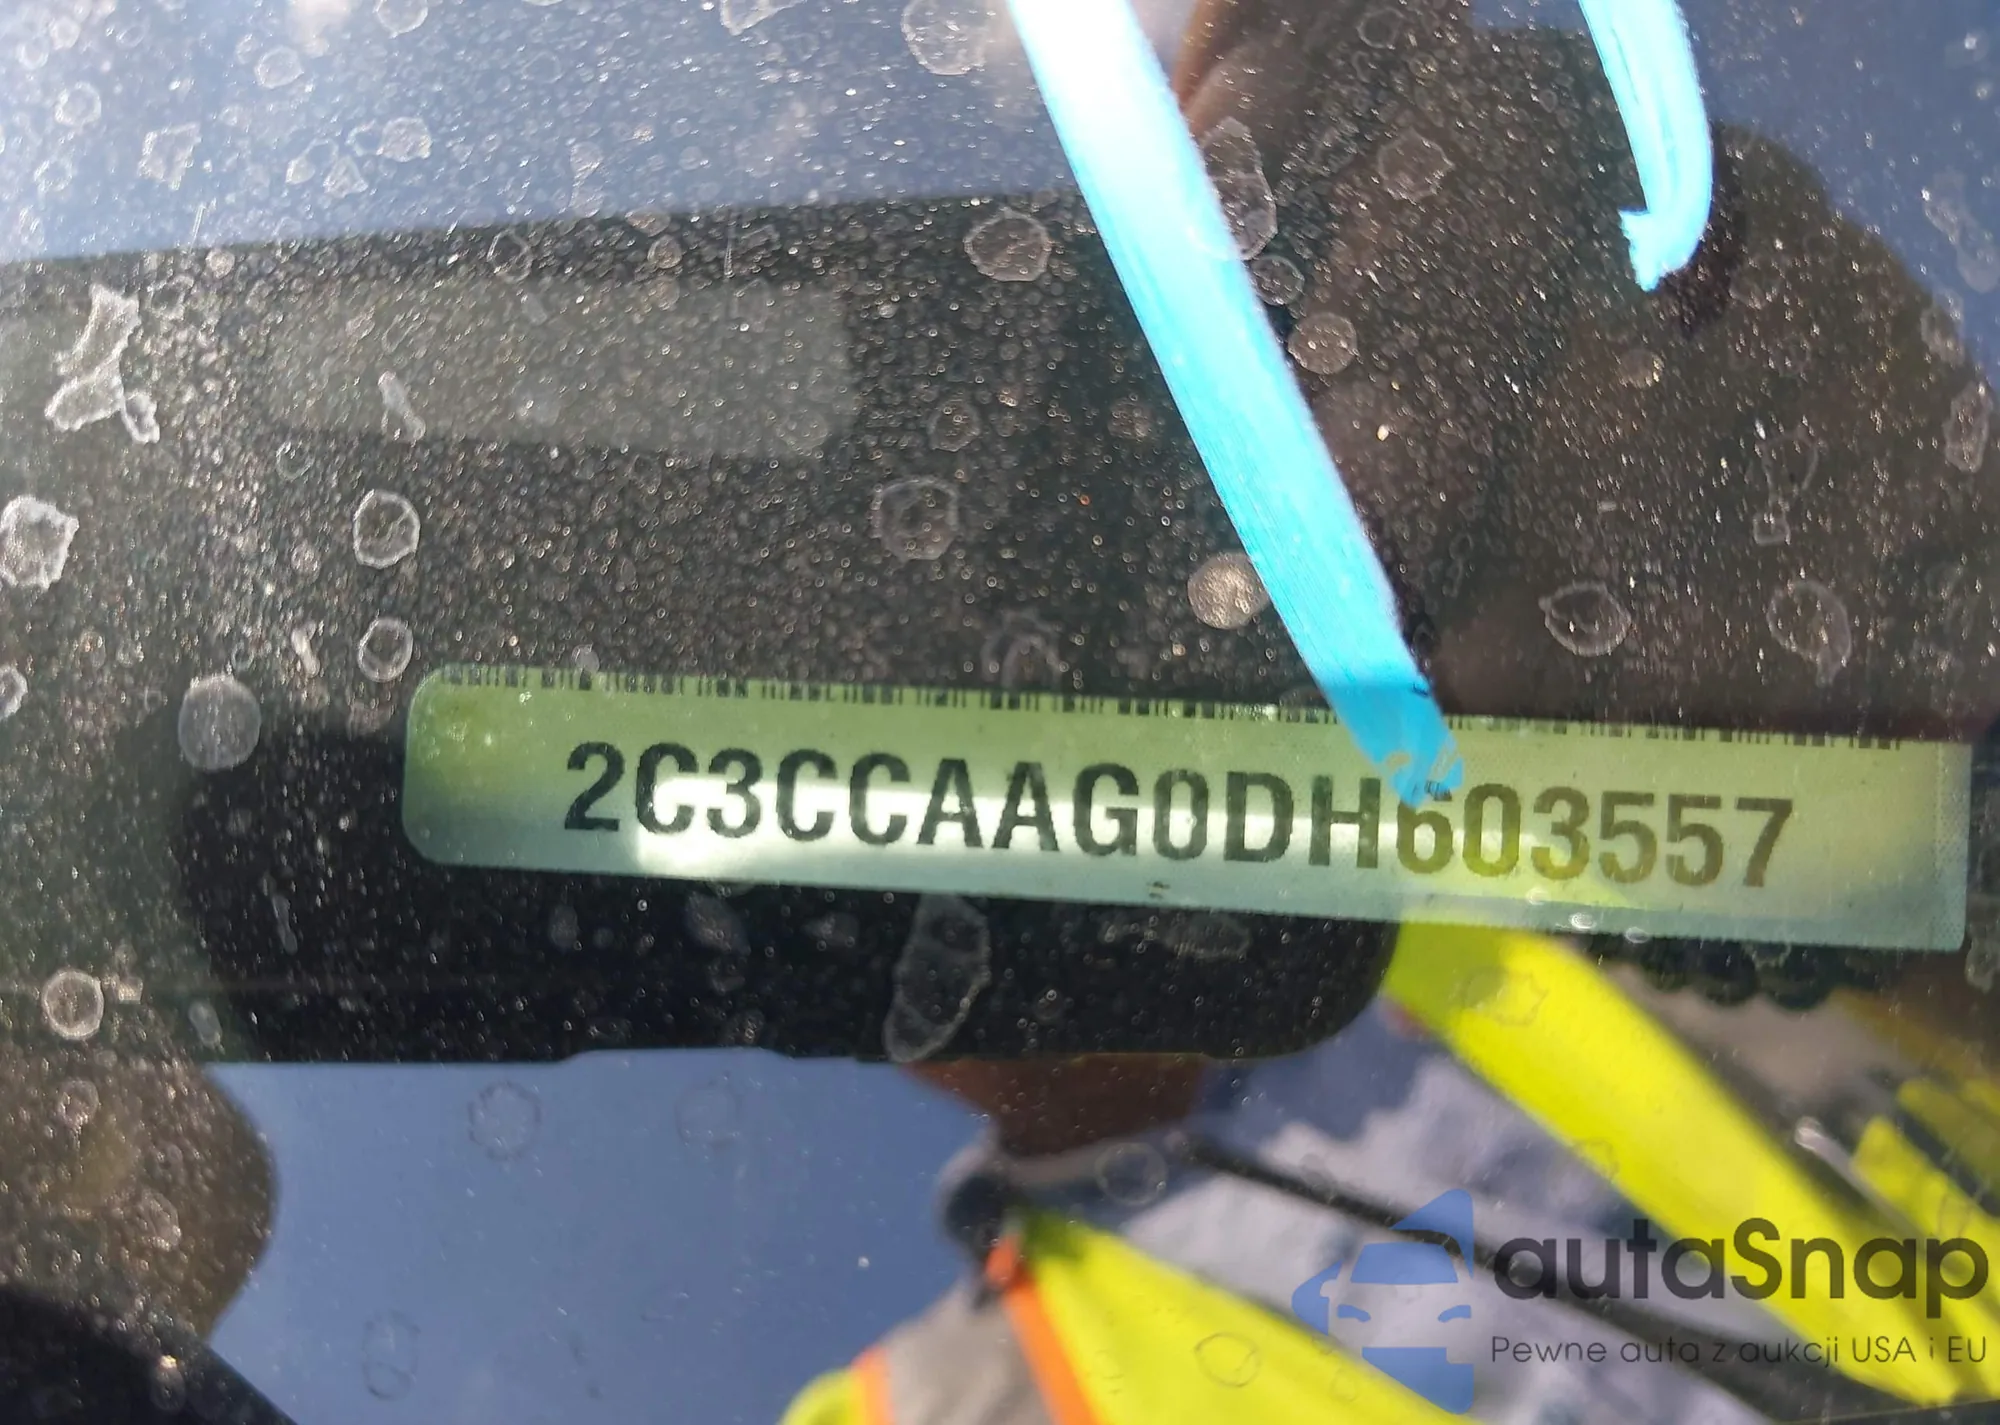 2C3CCAAG0DH603557
autaSnap
Pewne auta z aukcji USA i EU